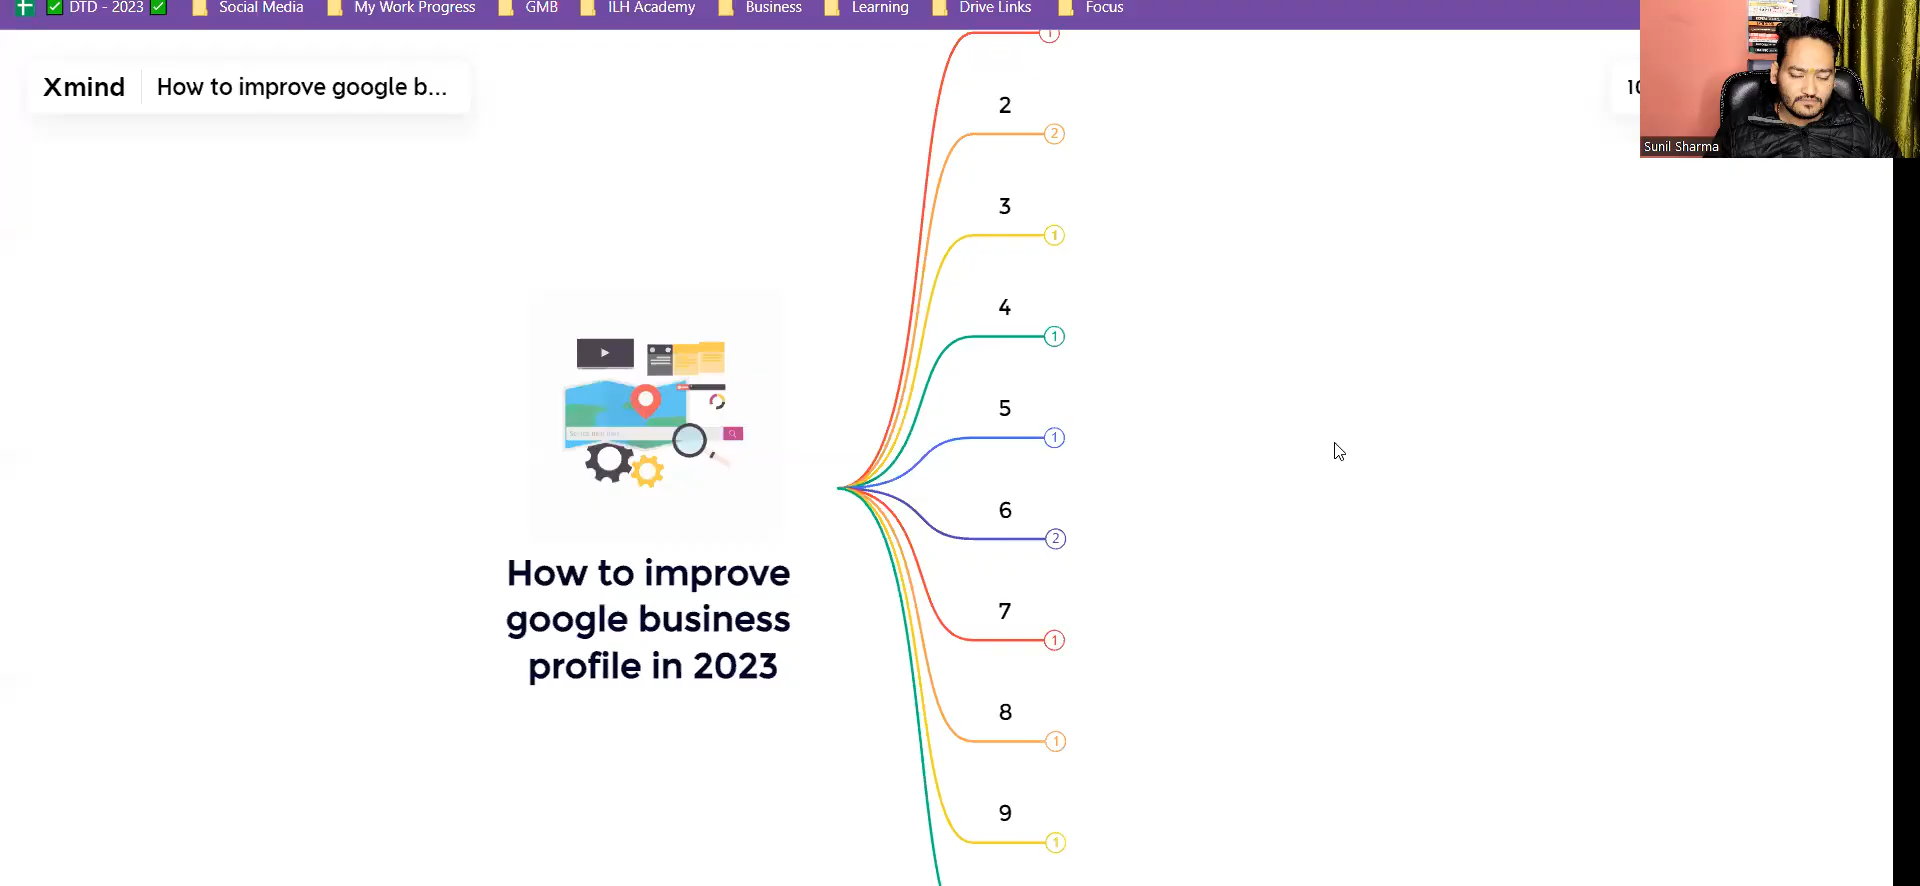 DTD - 2023
Social Media
My Work Progress
GMB
ILH Academy
Business
Learning
Drive Links
Focus
Xmind
How to improve google b...
10
Sunil Sharma
1
2
2
3
1
4
1
5
1
6
2
7
1
8
1
9
1
How to improve
google business
profile in 2023